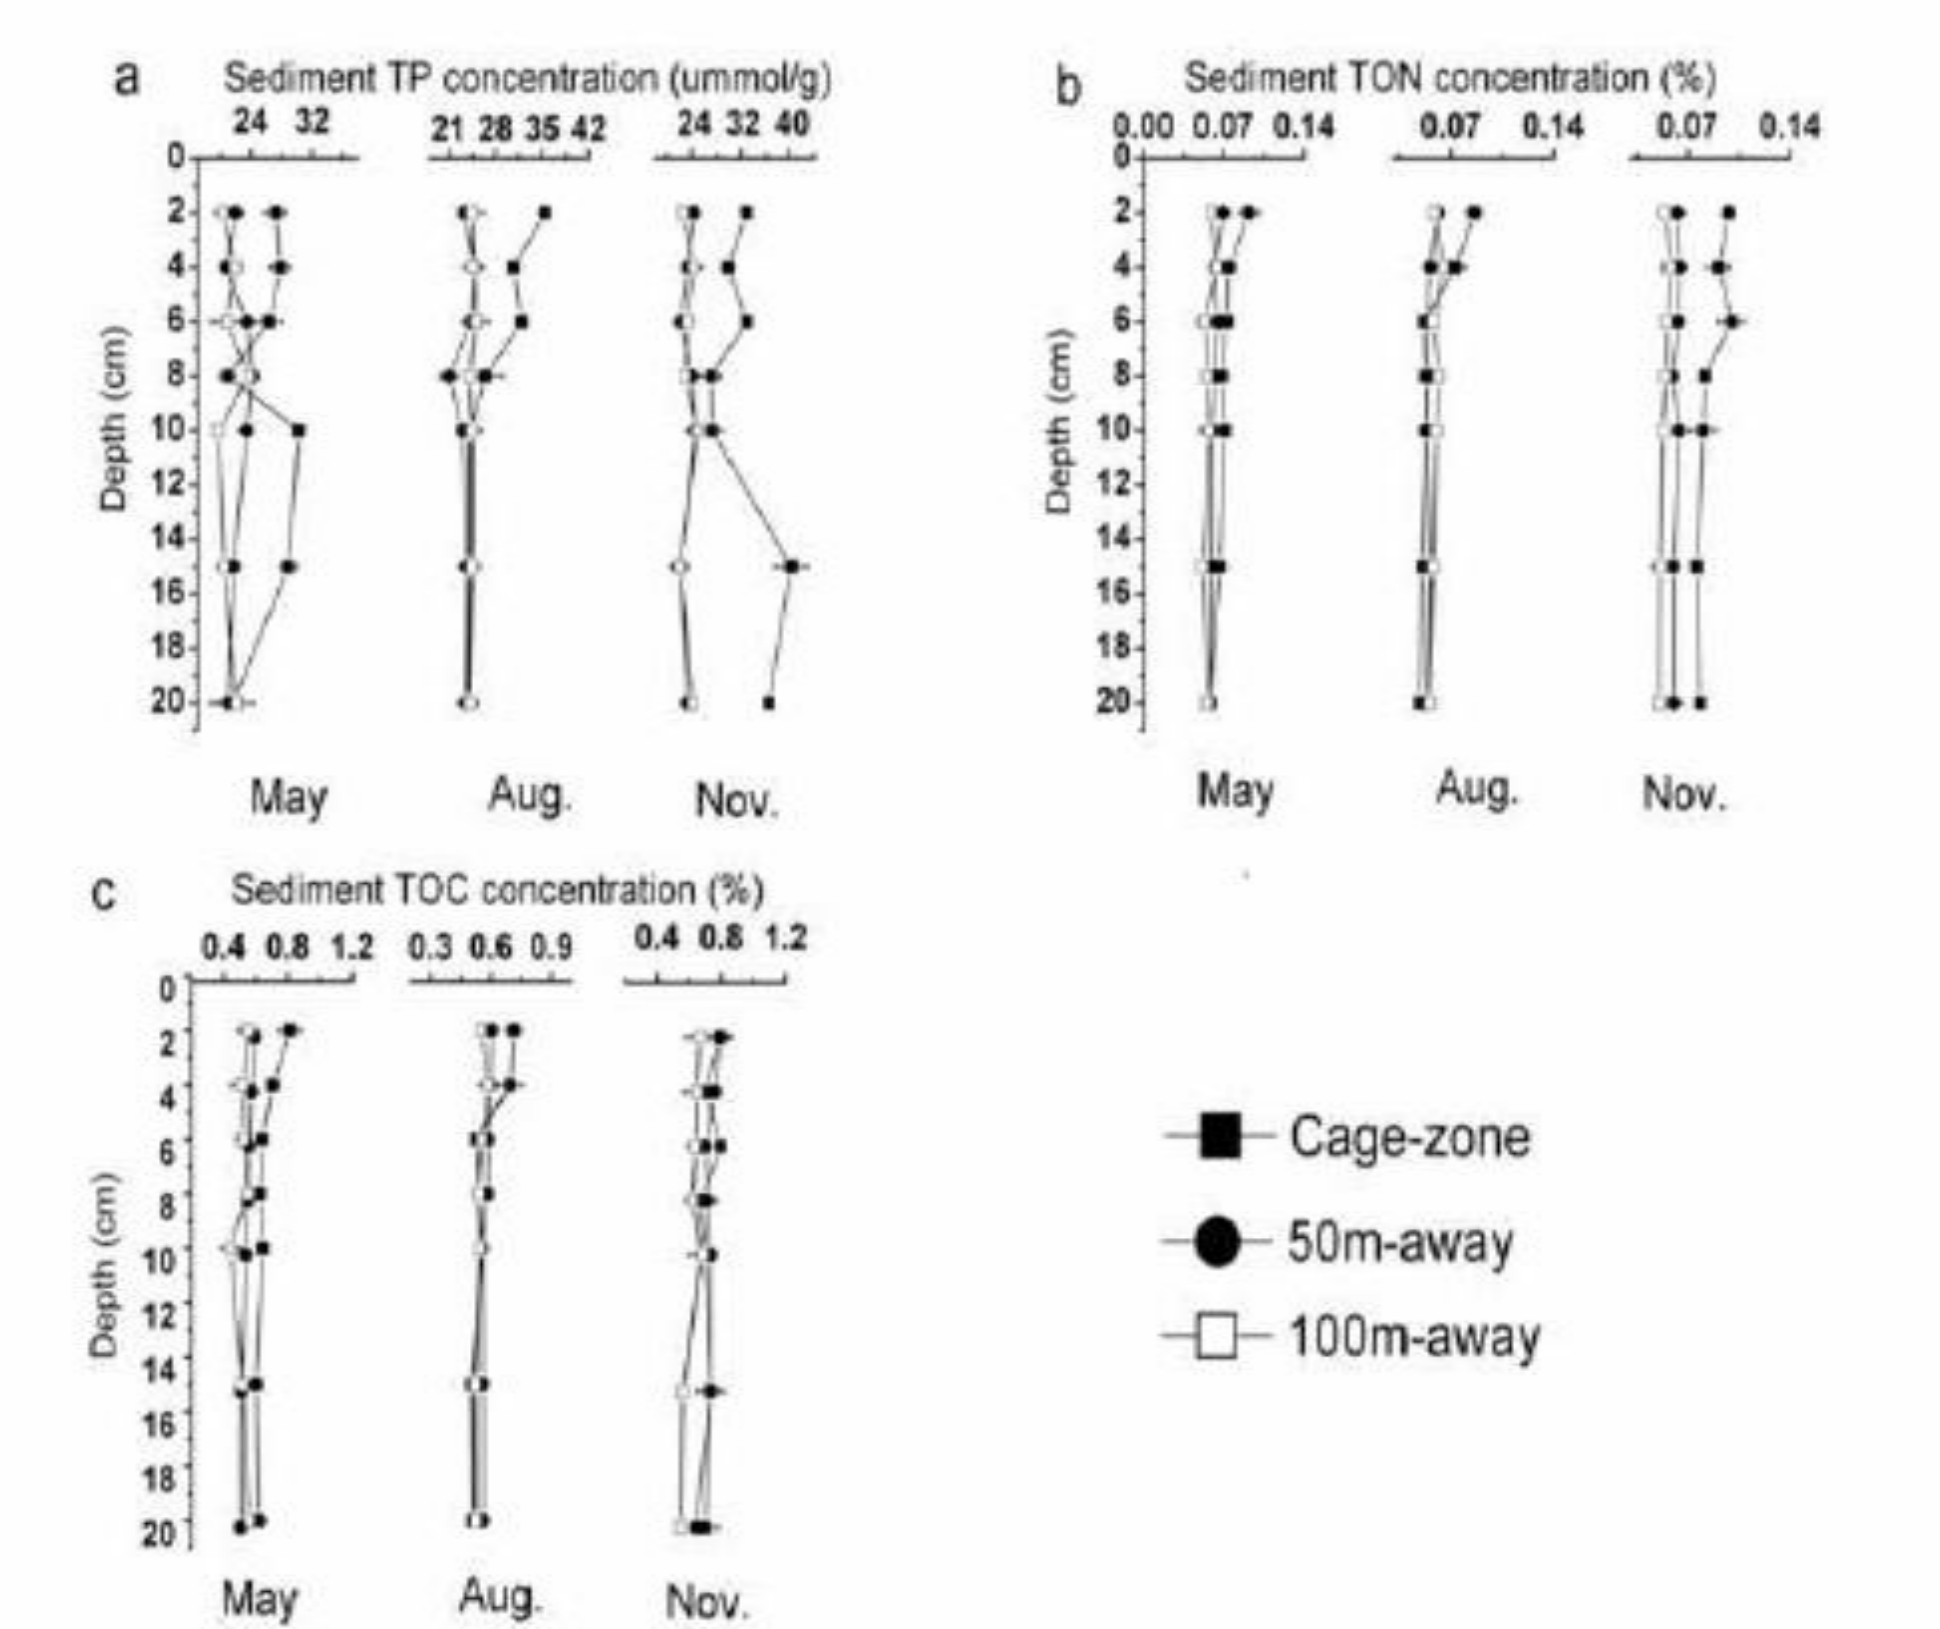 a Sediment TP concentration (ummol/g)
24 32 21 28 35 42 24 32 40
0
2
4
6
8
10
12
14
16
18
20
Depth (cm)
May Aug. Nov.
b Sediment TON concentration (%)
0.00 0.07 0.14 0.07 0.14 0.07 0.14
0
2
4
6
8
10
12
14
16
18
20
Depth (cm)
May Aug. Nov.
c Sediment TOC concentration (%)
0.4 0.8 1.2 0.3 0.6 0.9 0.4 0.8 1.2
0
2
4
6
8
10
12
14
16
18
20
Depth (cm)
May Aug. Nov.
Cage-zone
50m-away
100m-away